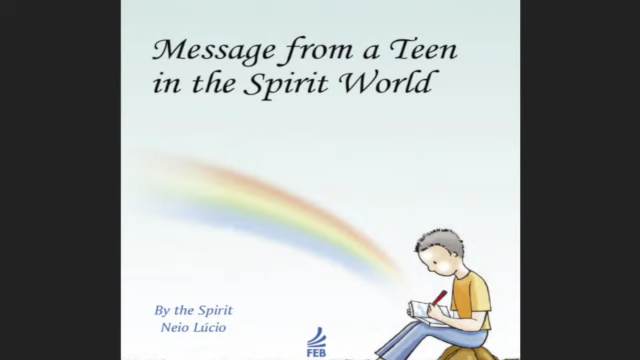 Message from a Teen
in the Spirit World
By the Spirit
Neio Lúcio
FEB